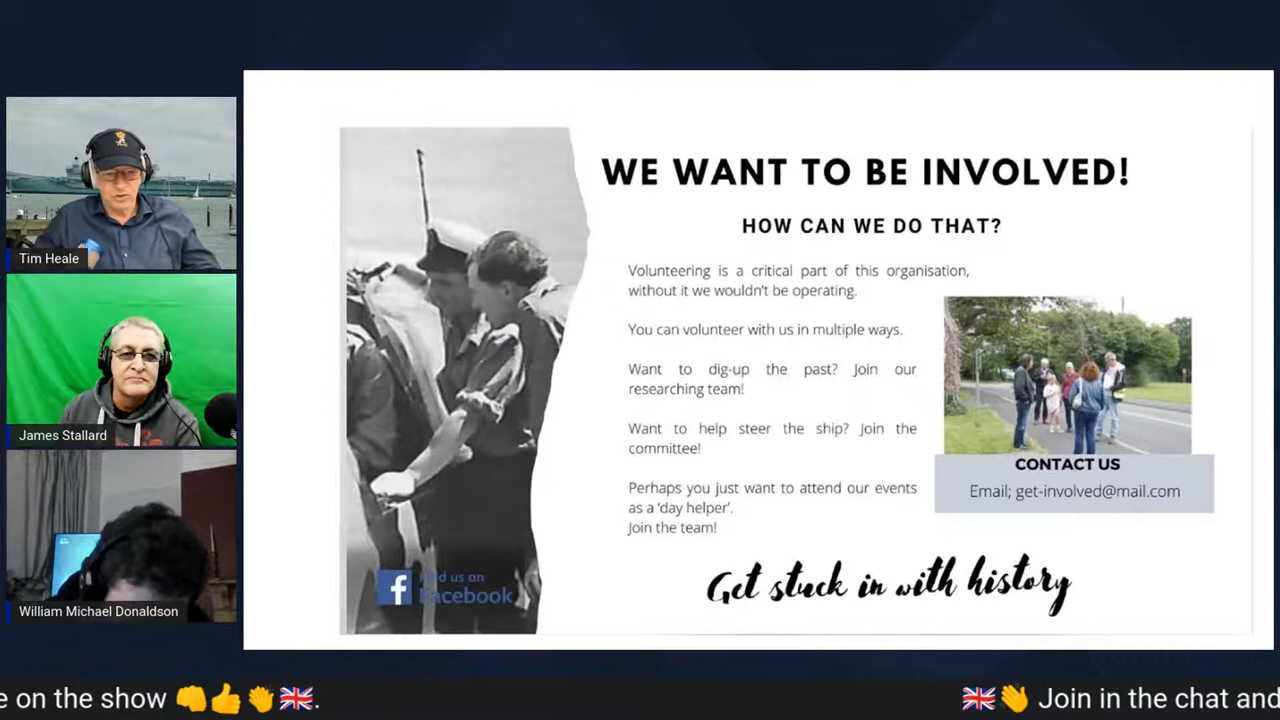 Tim Heale
James Stallard
William Michael Donaldson
WE WANT TO BE INVOLVED!
HOW CAN WE DO THAT?
Volunteering is a critical part of this organisation,
without it we wouldn't be operating.
You can volunteer with us in multiple ways.
Want to dig-up the past? Join our
researching team!
Want to help steer the ship? Join the
committee!
Perhaps you just want to attend our events
as a 'day helper'.
Join the team!
CONTACT US
Email; get-involved@mail.com
Get stuck in with history
f Find us on
Facebook
e on the show 👊👍👏🇬🇧. 🇬🇧👋 Join in the chat and